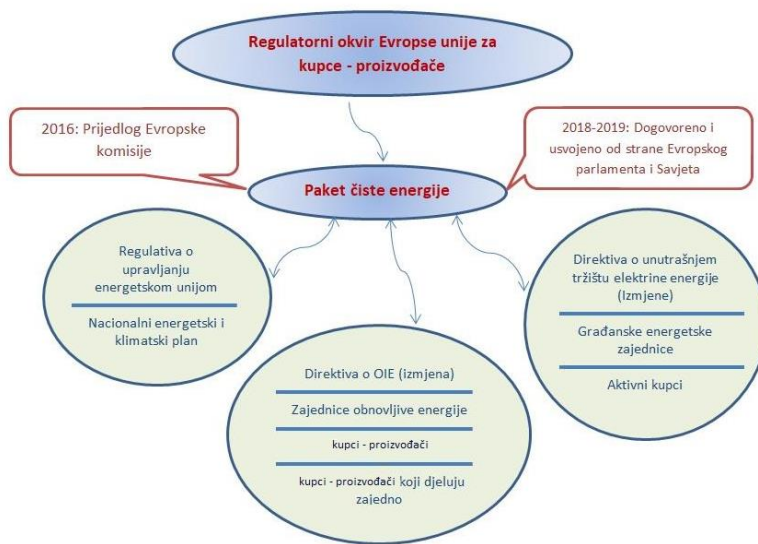 Regulatorni okvir Evropse unije za
kupce - proizvođače
2016: Prijedlog Evropske
komisije
2018-2019: Dogovoreno i
usvojeno od strane Evropskog
parlamenta i Savjeta
Paket čiste energije
Regulativa o
upravljanju
energetskom unijom
Nacionalni energetski i
klimatski plan
Direktiva o OIE (izmjena)
Zajednice obnovljive energije
kupci - proizvođači
kupci - proizvođači koji djeluju
zajedno
Direktiva o unutrašnjem
tržištu elektrine energije
(Izmjene)
Građanske energetske
zajednice
Aktivni kupci